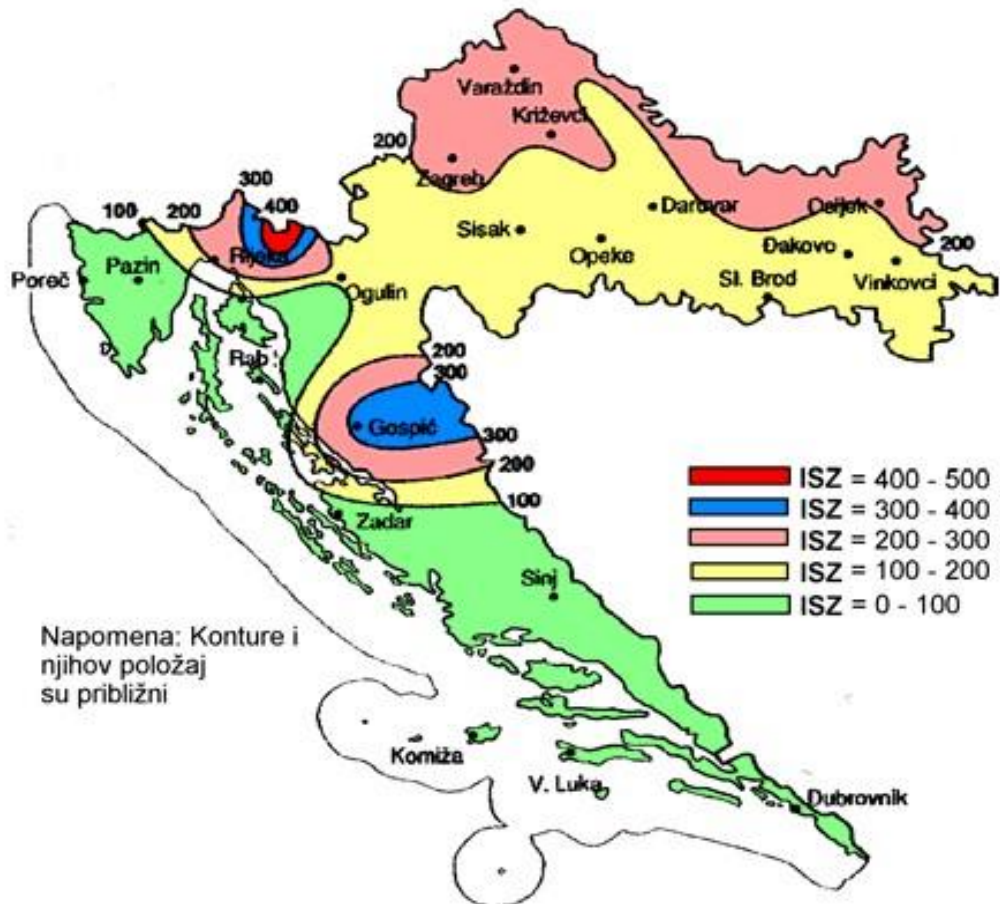 Varaždin
Križevci
200
Zagreb
300
400
100
200
Rijeka
Poreč
Pazin
Ogulin
Sisak
Opeke
Daruvar
Osijek
Đakovo
200
Sl. Brod
Vinkovci
Rab
200
300
Gospić
300
200
100
Zadar
Sinj
ISZ = 400 - 500
ISZ = 300 - 400
ISZ = 200 - 300
ISZ = 100 - 200
ISZ = 0 - 100
Napomena: Konture i
njihov položaj
su približni
Komiža
V. Luka
Dubrovnik